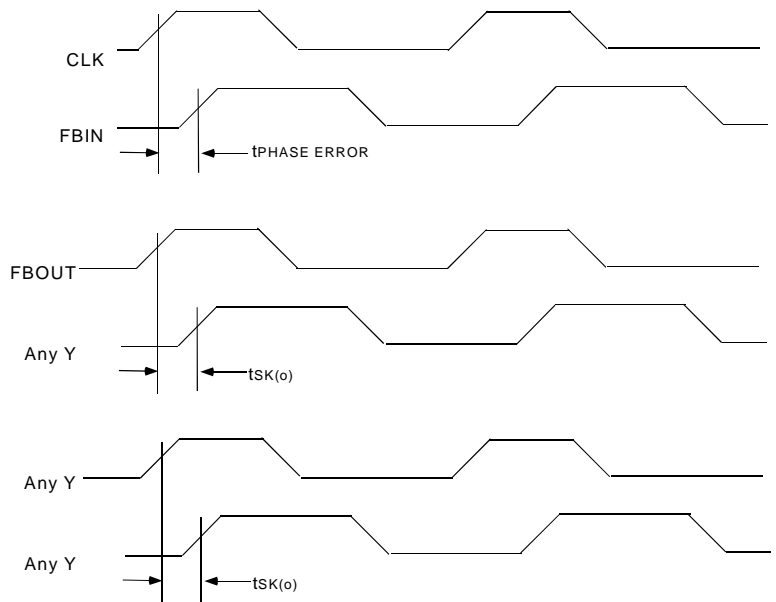 CLK
FBIN
tPHASE ERROR
FBOUT
Any Y
tSK(o)
Any Y
Any Y
tSK(o)